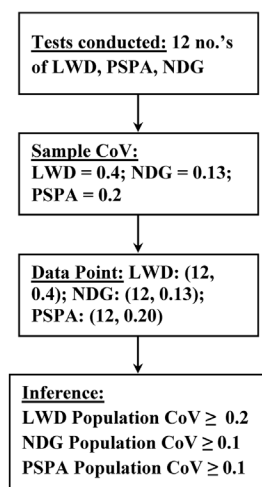 Tests conducted: 12 no.'s
of LWD, PSPA, NDG
Sample CoV:
LWD = 0.4; NDG = 0.13;
PSPA = 0.2
Data Point: LWD: (12,
0.4); NDG: (12, 0.13);
PSPA: (12, 0.20)
Inference:
LWD Population CoV ≥ 0.2
NDG Population CoV ≥ 0.1
PSPA Population CoV ≥ 0.1